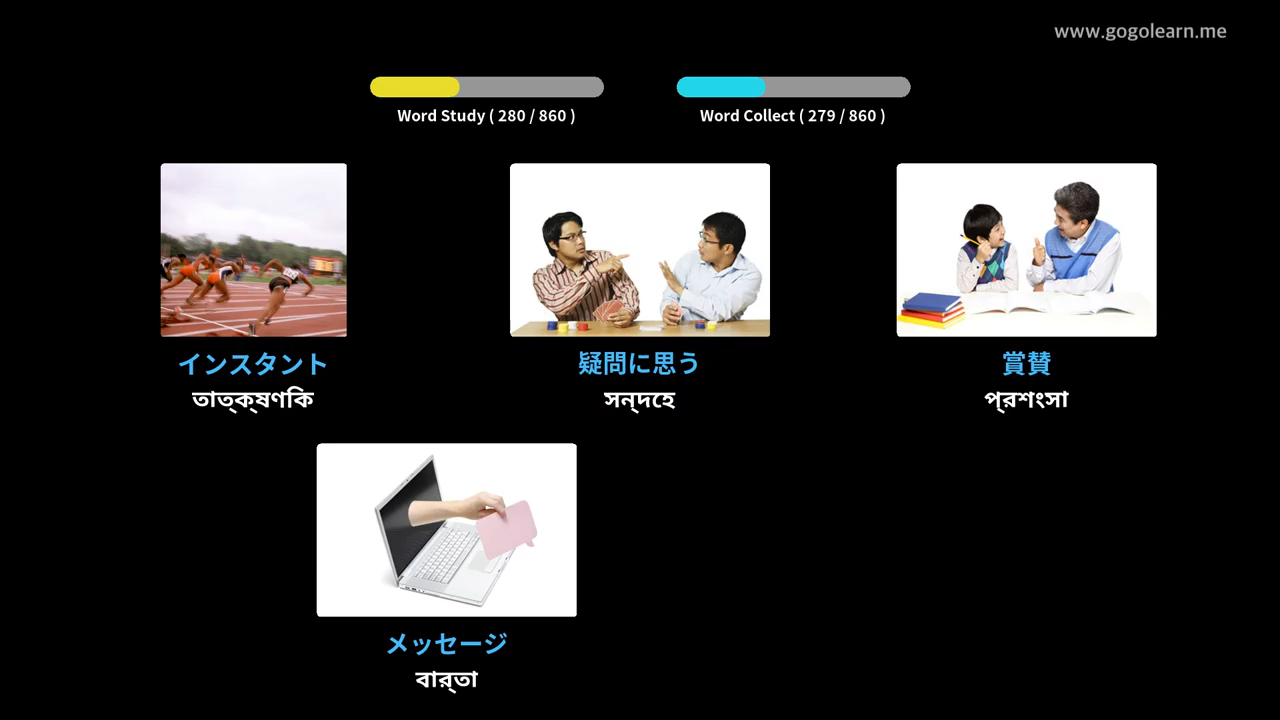 www.gogolearn.me
Word Study ( 280 / 860 )
Word Collect ( 279 / 860 )
インスタント
তাত্ক্ষণিক
疑問に思う
সন্দেহ
賞賛
প্রশংসা
メッセージ
বার্তা